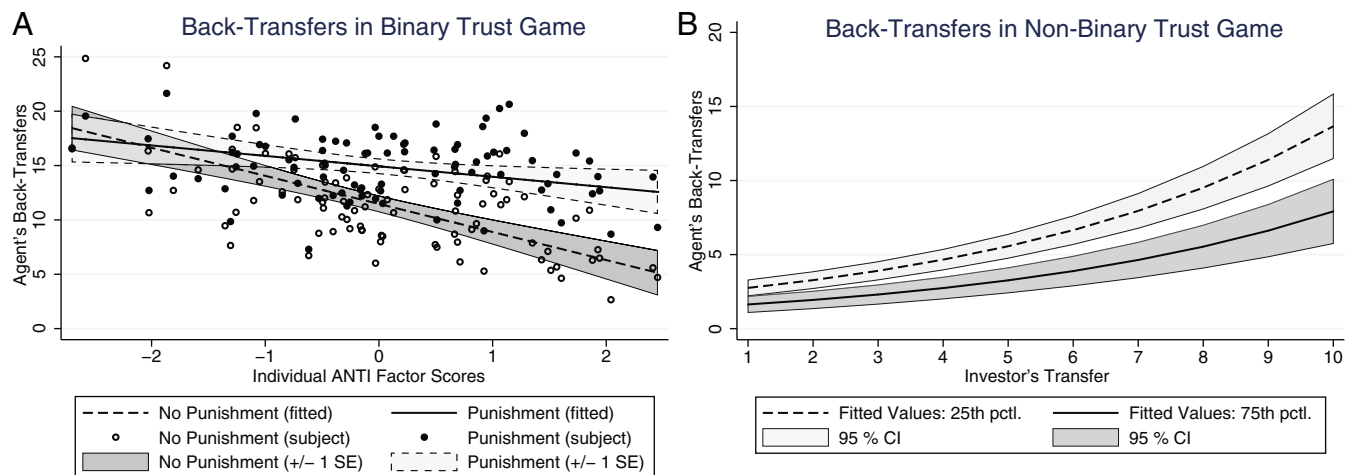 A
Back-Transfers in Binary Trust Game
Agent's Back-Transfers
25
20
15
10
5
0
−2
−1
0
1
2
Individual ANTI Factor Scores
No Punishment (fitted)
Punishment (fitted)
No Punishment (subject)
Punishment (subject)
No Punishment (+/− 1 SE)
Punishment (+/− 1 SE)
B
Back-Transfers in Non-Binary Trust Game
Agent's Back-Transfers
20
15
10
5
0
1
2
3
4
5
6
7
8
9
10
Investor's Transfer
Fitted Values: 25th pctl.
Fitted Values: 75th pctl.
95 % CI
95 % CI